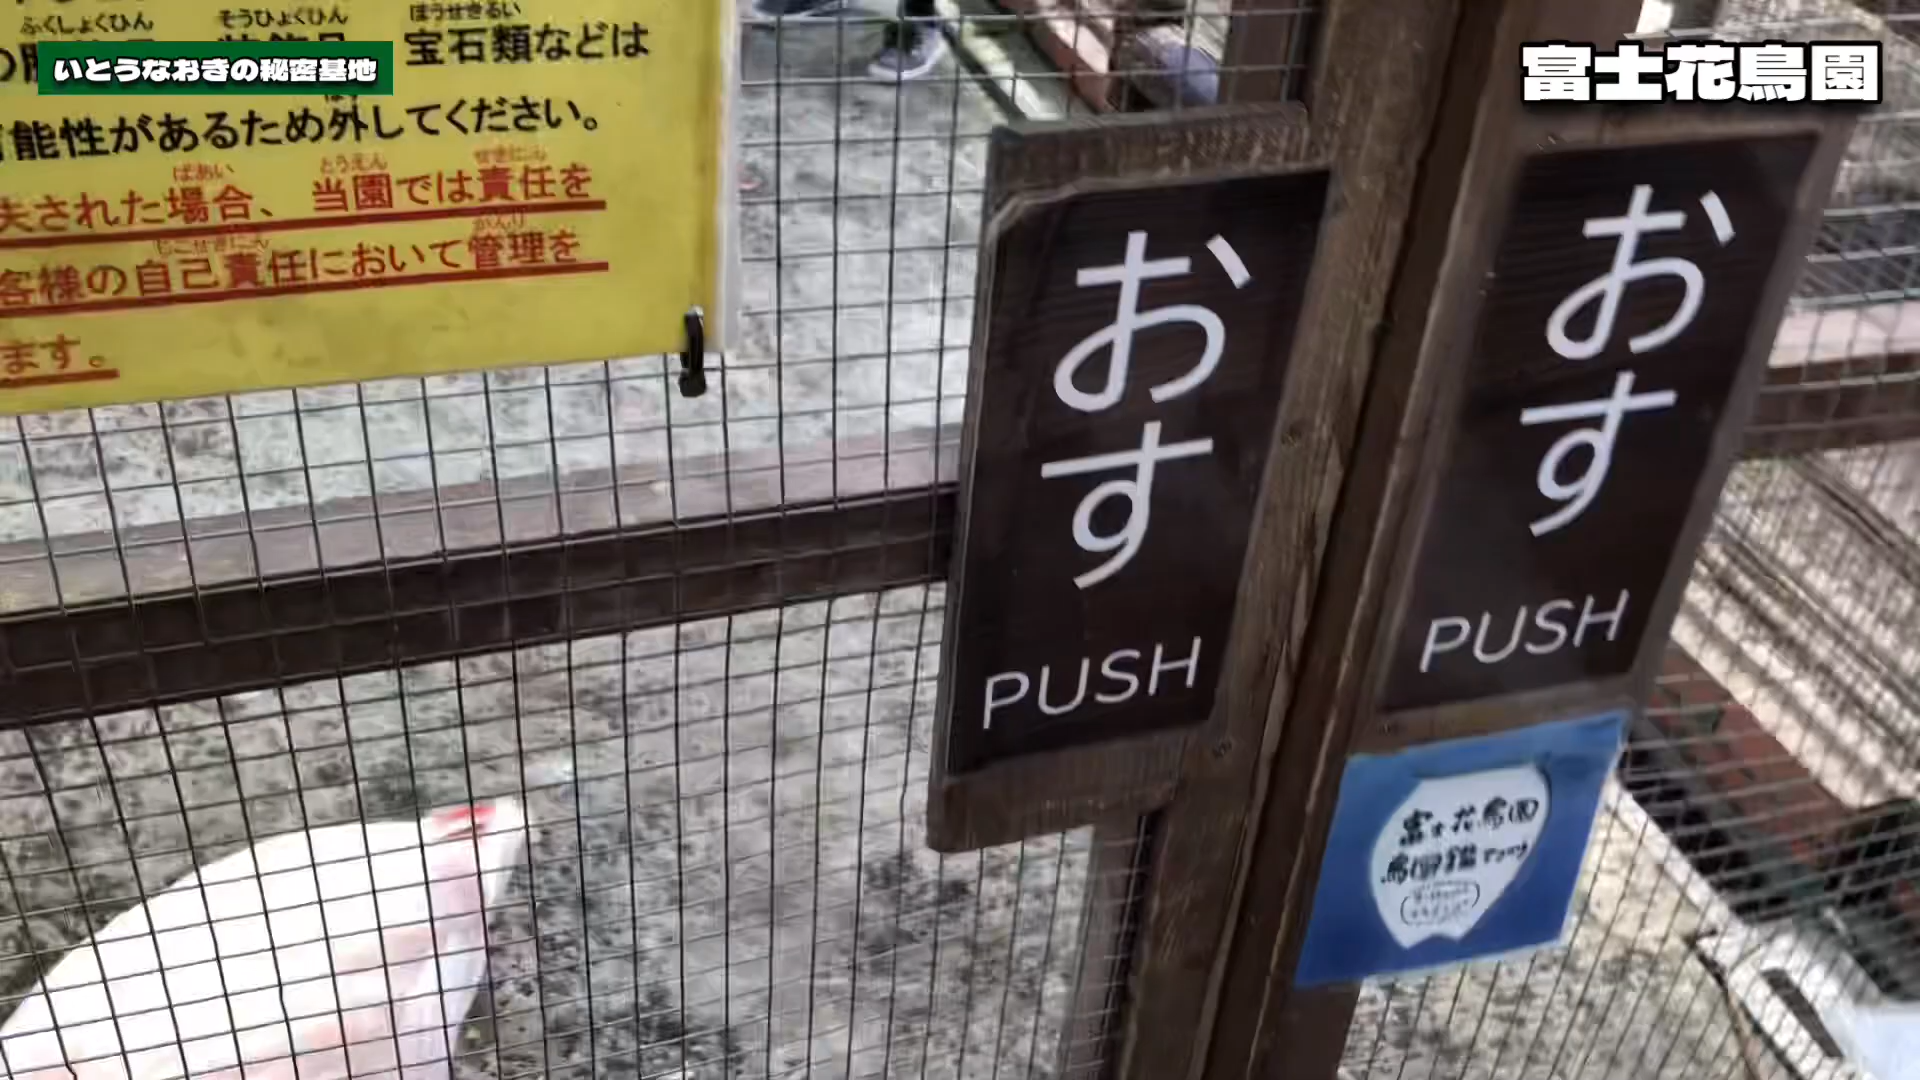 いとうなおきの秘密基地
富士花鳥園
ふくしょくひん そうひょくひん ほうせきるい
宝石類などは
能性があるため外してください。
ばあい とうえん せきにん
失された場合、当園では責任を
じこせきにん かんり
客様の自己責任において管理を
ます。
おす
PUSH
おす
PUSH
富士花鳥園
鳥図鑑